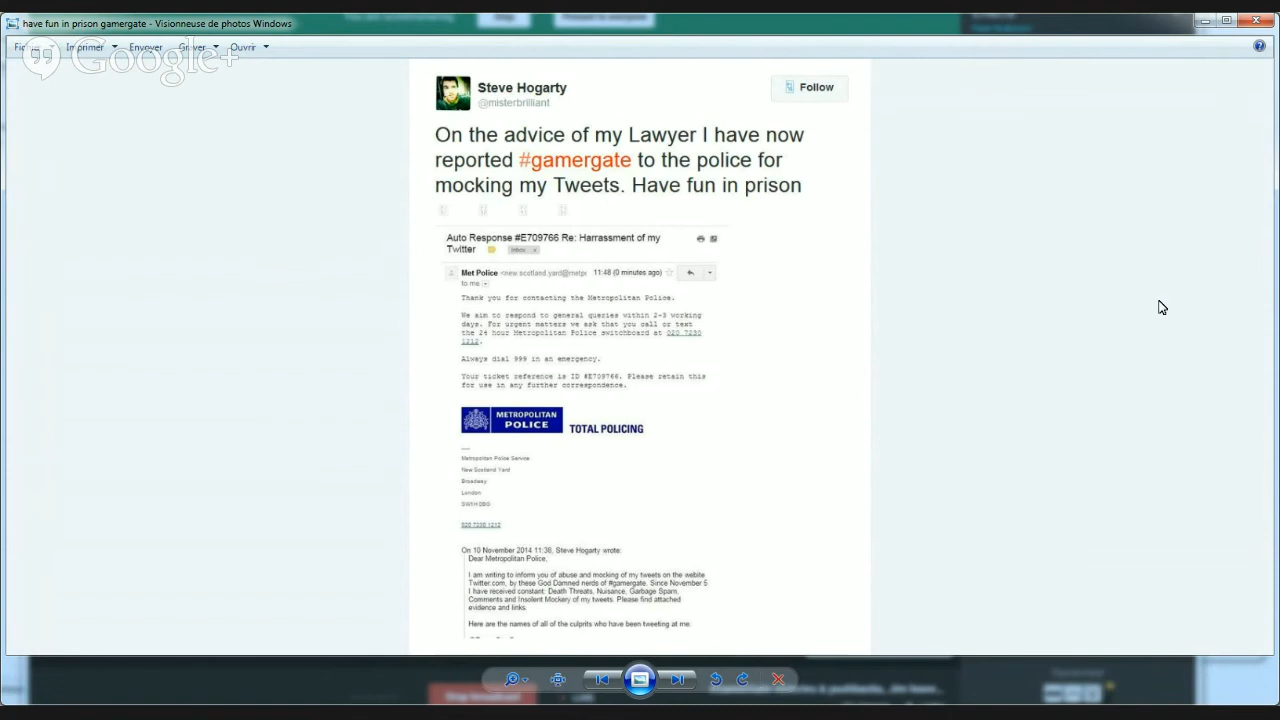 have fun in prison gamergate - Visionneuse de photos Windows
Imprimer Envoyer Graver Ouvrir
Google+
Steve Hogarty
@misterbrilliant
Follow
On the advice of my Lawyer I have now
reported #gamergate to the police for
mocking my Tweets. Have fun in prison
Auto Response #E709766 Re: Harrassment of my
Twitter Inbox x
Met Police <new.scotland.yard@metpo 11:48 (0 minutes ago)
to me
Thank you for contacting the Metropolitan Police.
We aim to respond to general queries within 2-3 working
days. For urgent matters we ask that you call or text
the 24 hour Metropolitan Police switchboard at 020 7230
1212.
Always dial 999 in an emergency.
Your ticket reference is ID #E709766. Please retain this
for use in any further correspondence.
METROPOLITAN
POLICE
TOTAL POLICING
Metropolitan Police Service
New Scotland Yard
Broadway
London
SW1H 0BG
020 7230 1212
On 10 November 2014 11:36, Steve Hogarty wrote:
Dear Metropolitan Police,
I am writing to inform you of abuse and mocking of my tweets on the webite
Twitter.com, by these God Damned nerds of #gamergate. Since November 5
I have received constant: Death Threats, Nuisance, Garbage Spam,
Comments and Insolent Mockery of my tweets. Please find attached
evidence and links.
Here are the names of all of the culprits who have been tweeting at me: